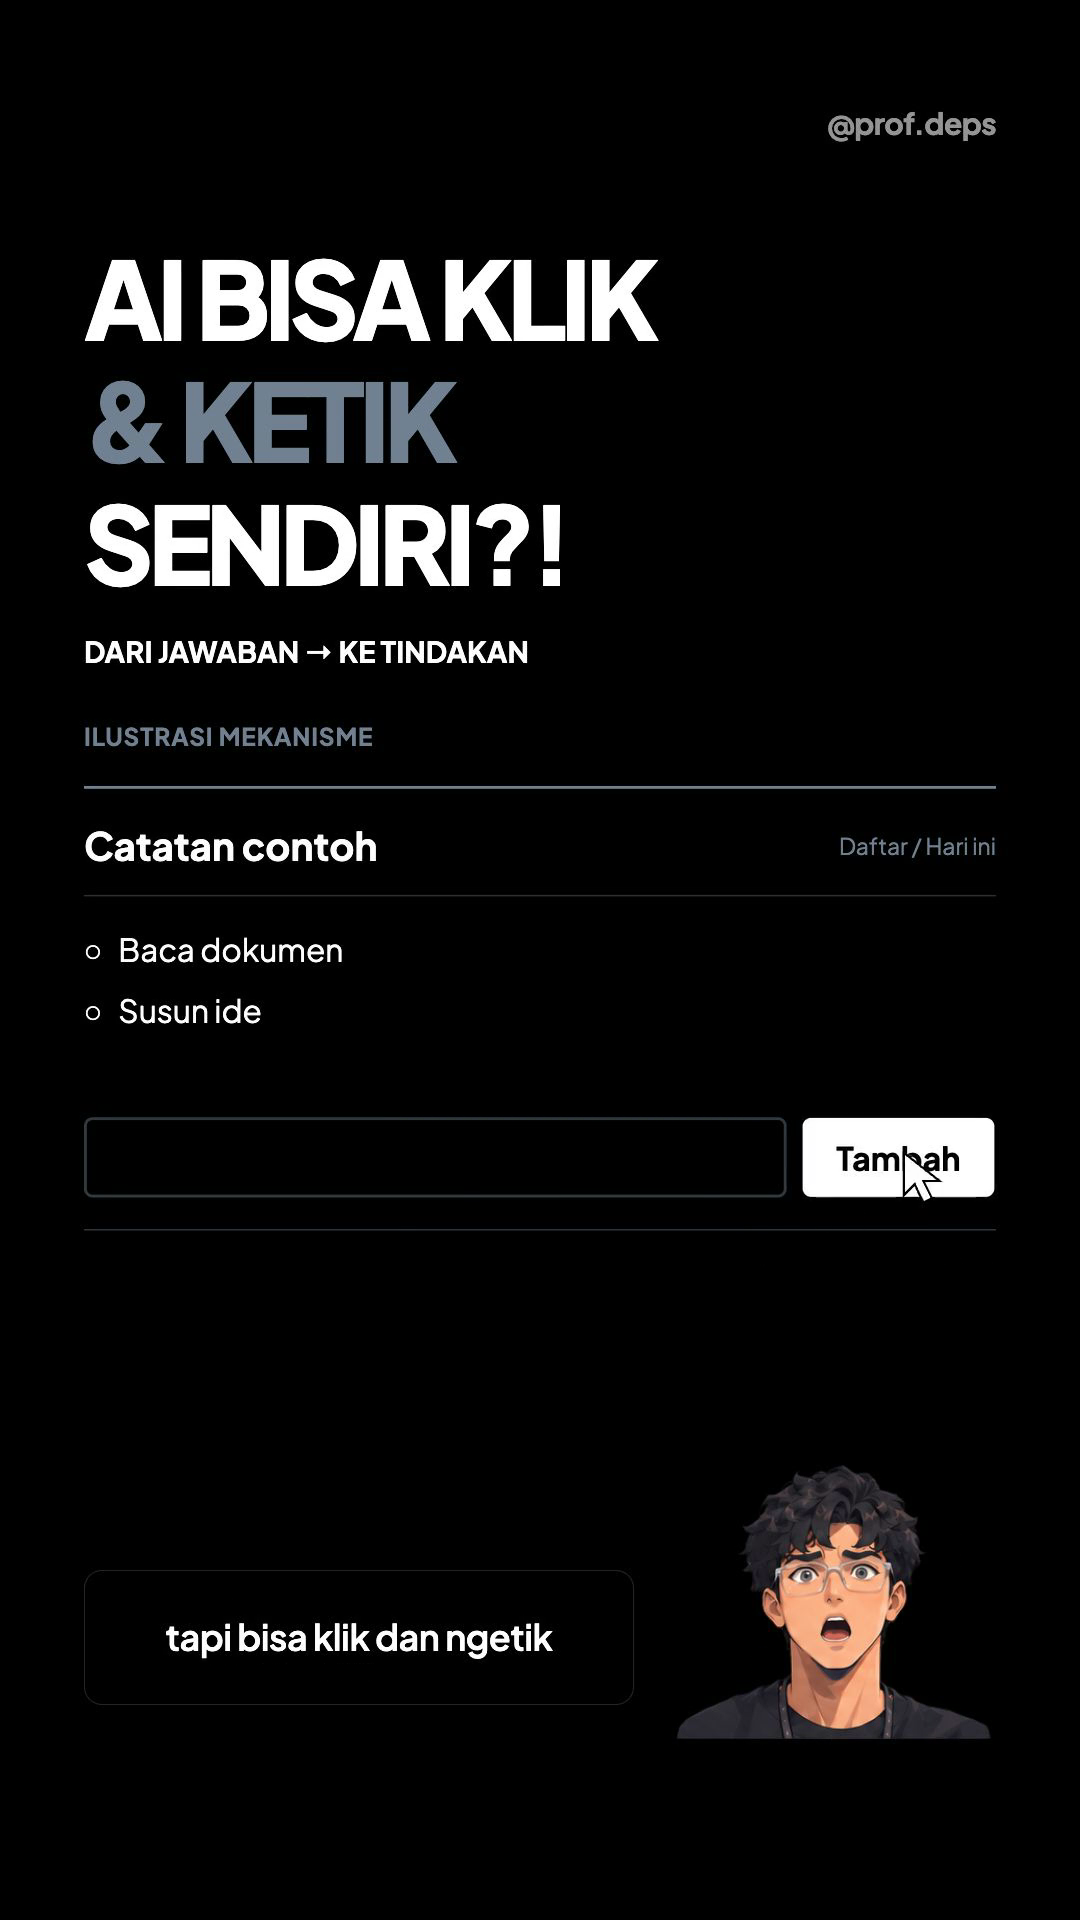 @prof.deps
AI BISA KLIK
& KETIK
SENDIRI?!
DARI JAWABAN → KE TINDAKAN
ILUSTRASI MEKANISME
Catatan contoh
Daftar / Hari ini
Baca dokumen
Susun ide
Tambah
tapi bisa klik dan ngetik